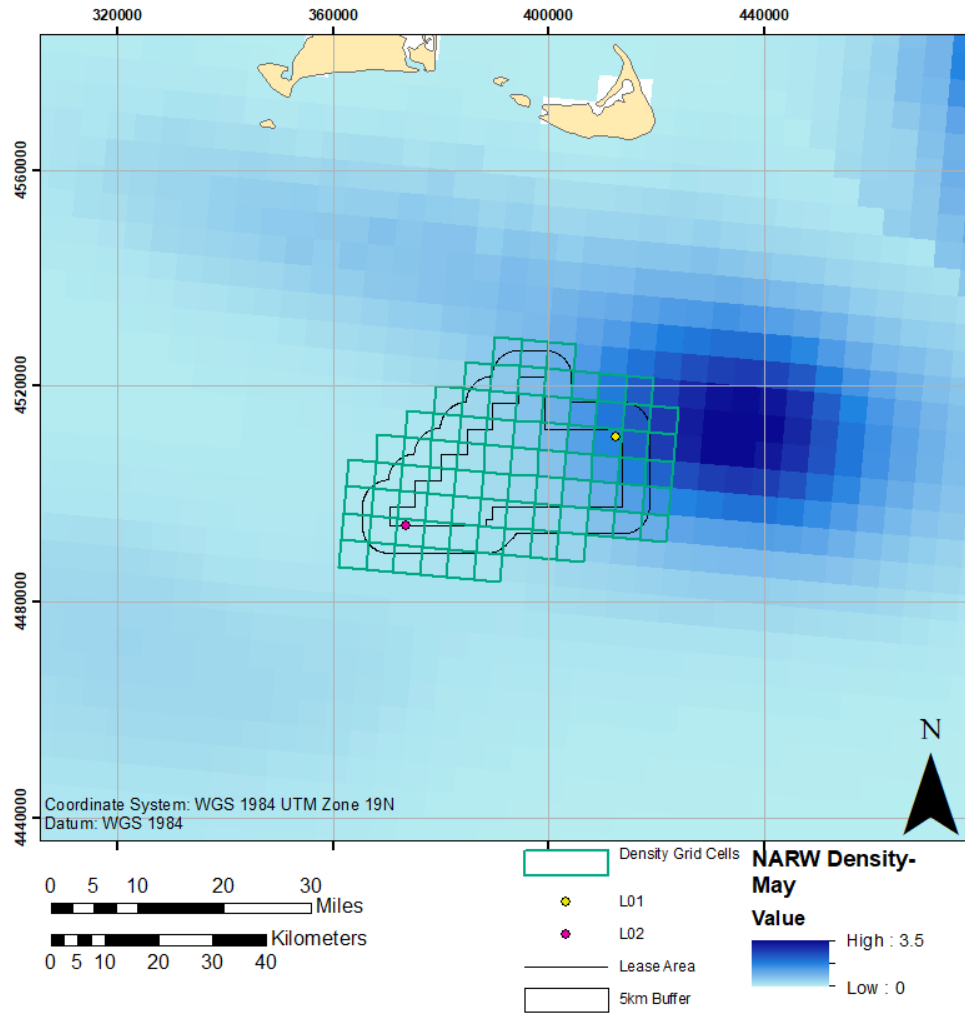 320000 360000 400000 440000
4560000
4520000
4480000
4440000
N
Coordinate System: WGS 1984 UTM Zone 19N
Datum: WGS 1984
0 5 10 20 30
Miles
Kilometers
0 5 10 20 30 40
Density Grid Cells
L01
L02
Lease Area
5km Buffer
NARW Density-
May
Value
High : 3.5
Low : 0